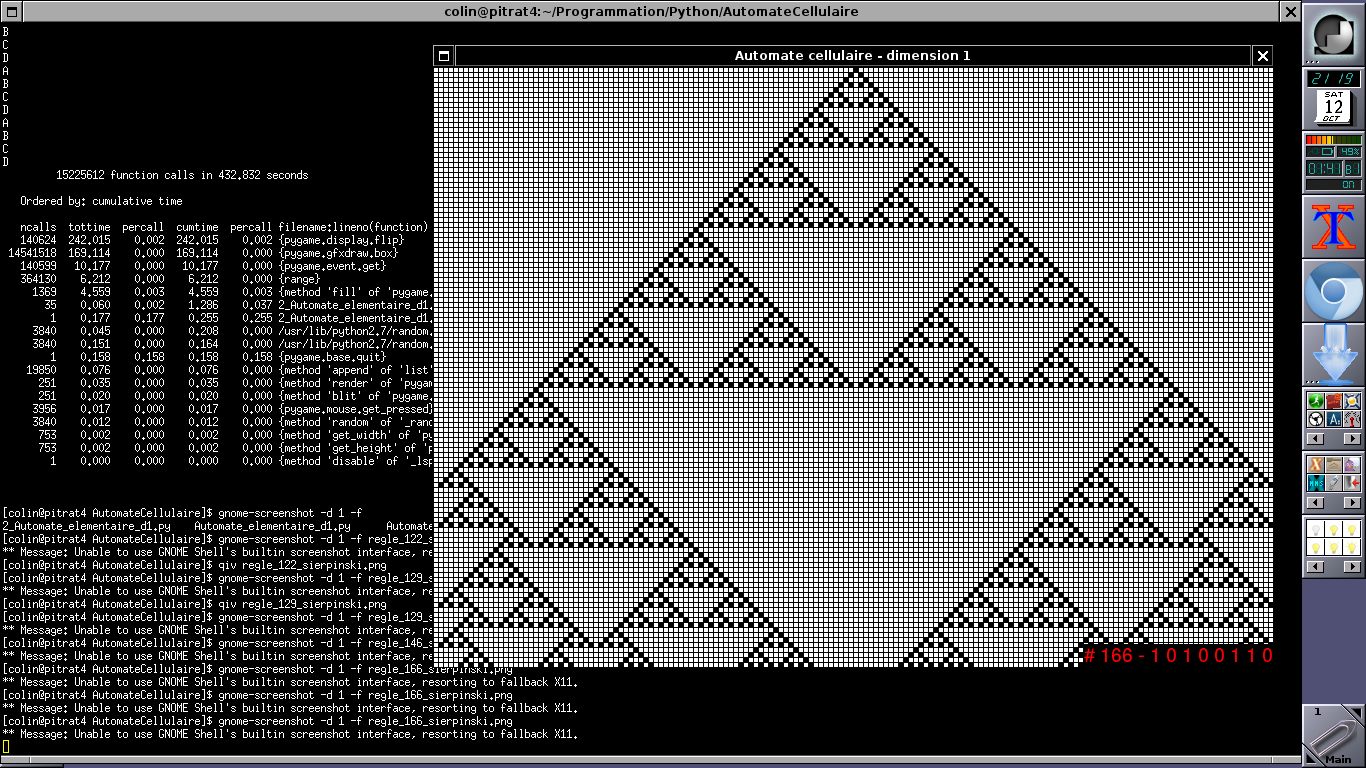 colin@pitrat4:~/Programmation/Python/AutomateCellulaire
B
C
D
A
B
C
D
A
B
C
D
15225612 function calls in 432.832 seconds
Ordered by: cumulative time
ncalls tottime percall cumtime percall filename:lineno(function)
140624 242.015 0.002 242.015 0.002 {pygame.display.flip}
14541518 169.114 0.000 169.114 0.000 {pygame.gfxdraw.box}
140599 10.177 0.000 10.177 0.000 {pygame.event.get}
364130 6.212 0.000 6.212 0.000 {range}
1369 4.559 0.003 4.559 0.003 {method 'fill' of 'pygame.
35 0.060 0.002 1.286 0.037 2_Automate_elementaire_d1.
1 0.177 0.177 0.255 0.255 2_Automate_elementaire_d1.
3840 0.045 0.000 0.208 0.000 /usr/lib/python2.7/random.
3840 0.151 0.000 0.164 0.000 /usr/lib/python2.7/random.
1 0.158 0.158 0.158 0.158 {pygame.base.quit}
19850 0.076 0.000 0.076 0.000 {method 'append' of 'list'
251 0.035 0.000 0.035 0.000 {method 'render' of 'pygam
251 0.020 0.000 0.020 0.000 {method 'blit' of 'pygame.
3956 0.017 0.000 0.017 0.000 {pygame.mouse.get_pressed}
3840 0.012 0.000 0.012 0.000 {method 'random' of '_rand
753 0.002 0.000 0.002 0.000 {method 'get_width' of 'py
753 0.002 0.000 0.002 0.000 {method 'get_height' of 'p
1 0.000 0.000 0.000 0.000 {method 'disable' of '_lsp
[colin@pitrat4 AutomateCellulaire]$ gnome-screenshot -d 1 -f
2_Automate_elementaire_d1.py Automate_elementaire_d1.py Automate
[colin@pitrat4 AutomateCellulaire]$ gnome-screenshot -d 1 -f regle_122_s
** Message: Unable to use GNOME Shell's builtin screenshot interface, re
[colin@pitrat4 AutomateCellulaire]$ qiv regle_122_sierpinski.png
[colin@pitrat4 AutomateCellulaire]$ gnome-screenshot -d 1 -f regle_129_s
** Message: Unable to use GNOME Shell's builtin screenshot interface, re
[colin@pitrat4 AutomateCellulaire]$ qiv regle_129_sierpinski.png
[colin@pitrat4 AutomateCellulaire]$ gnome-screenshot -d 1 -f regle_129_s
** Message: Unable to use GNOME Shell's builtin screenshot interface, re
[colin@pitrat4 AutomateCellulaire]$ gnome-screenshot -d 1 -f regle_146_s
** Message: Unable to use GNOME Shell's builtin screenshot interface, re
[colin@pitrat4 AutomateCellulaire]$ gnome-screenshot -d 1 -f regle_166_sierpinski.png
** Message: Unable to use GNOME Shell's builtin screenshot interface, resorting to fallback X11.
[colin@pitrat4 AutomateCellulaire]$ gnome-screenshot -d 1 -f regle_166_sierpinski.png
** Message: Unable to use GNOME Shell's builtin screenshot interface, resorting to fallback X11.
[colin@pitrat4 AutomateCellulaire]$ gnome-screenshot -d 1 -f regle_166_sierpinski.png
** Message: Unable to use GNOME Shell's builtin screenshot interface, resorting to fallback X11.
Automate cellulaire - dimension 1
# 166 - 1 0 1 0 0 1 1 0
21 19
SAT
12
OCT
49%
01:41
ON
1
Main